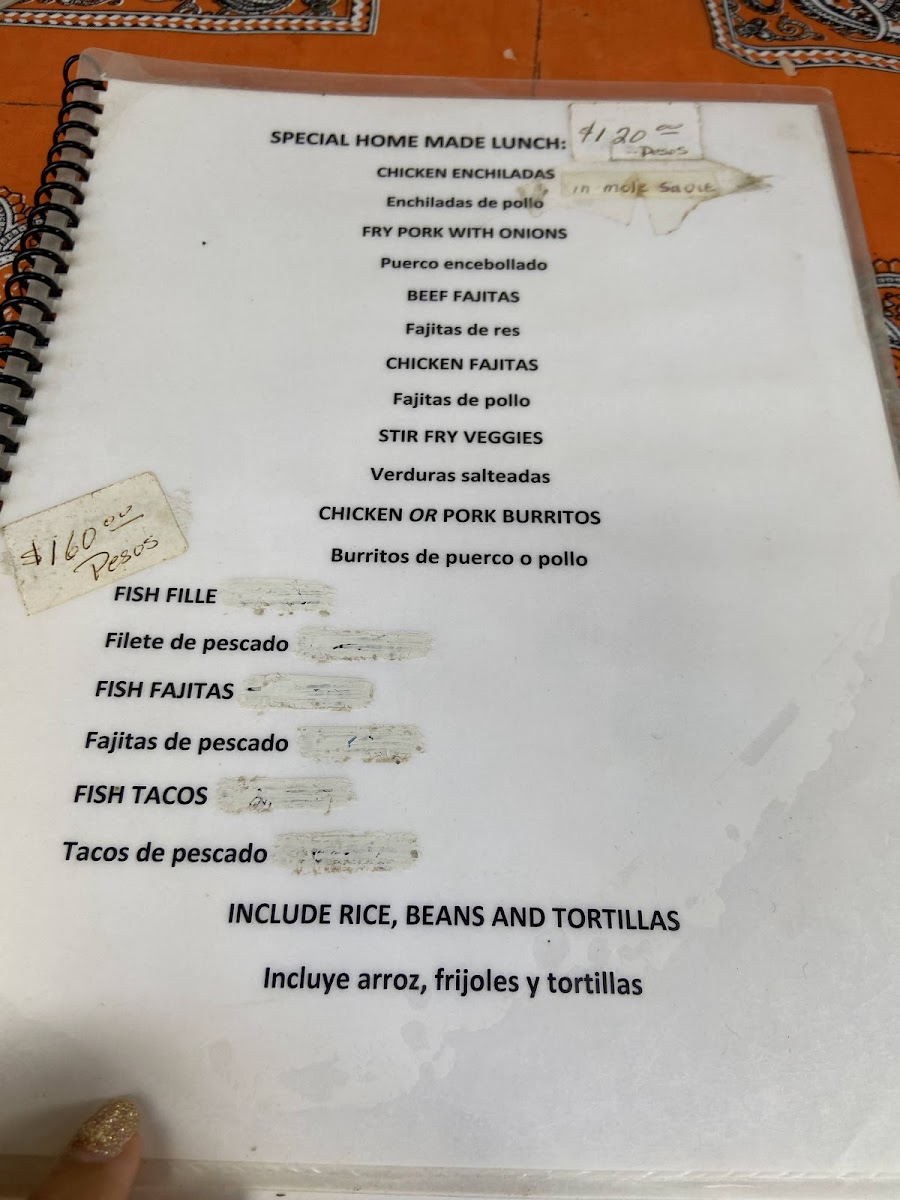 SPECIAL HOME MADE LUNCH: $120.00
Pesos
CHICKEN ENCHILADAS in mole sauce
Enchiladas de pollo
FRY PORK WITH ONIONS
Puerco encebollado
BEEF FAJITAS
Fajitas de res
CHICKEN FAJITAS
Fajitas de pollo
STIR FRY VEGGIES
Verduras salteadas
CHICKEN OR PORK BURRITOS
Burritos de puerco o pollo
$160.00
Pesos
FISH FILLE
Filete de pescado
FISH FAJITAS
Fajitas de pescado
FISH TACOS
Tacos de pescado
INCLUDE RICE, BEANS AND TORTILLAS
Incluye arroz, frijoles y tortillas